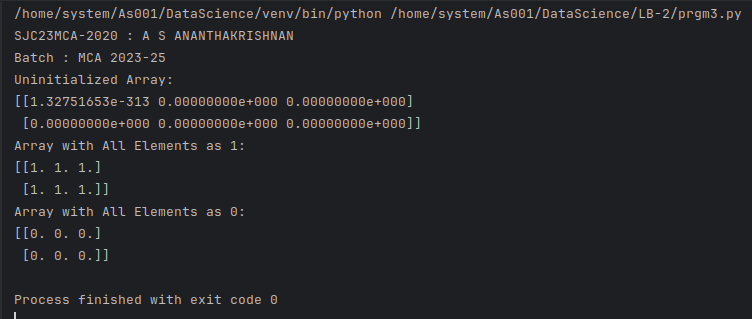 /home/system/As001/DataScience/venv/bin/python /home/system/As001/DataScience/LB-2/prgm3.py
SJC23MCA-2020 : A S ANANTHAKRISHNAN
Batch : MCA 2023-25
Uninitialized Array:
[[1.32751653e-313 0.00000000e+000 0.00000000e+000]
 [0.00000000e+000 0.00000000e+000 0.00000000e+000]]
Array with All Elements as 1:
[[1. 1. 1.]
 [1. 1. 1.]]
Array with All Elements as 0:
[[0. 0. 0.]
 [0. 0. 0.]]
Process finished with exit code 0